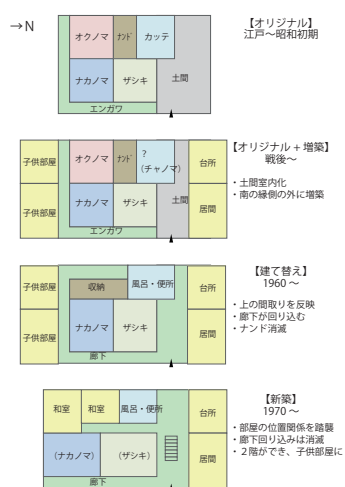 →N
オクノマ
ナンド
カッテ
ナカノマ
ザシキ
土間
エンガワ
【オリジナル】
江戸～昭和初期
子供部屋
オクノマ
ナンド
?
(チャノマ)
台所
子供部屋
ナカノマ
ザシキ
土間
居間
エンガワ
【オリジナル + 増築】
戦後～
・土間室内化
・南の縁側の外に増築
子供部屋
収納
風呂・便所
台所
子供部屋
ナカノマ
ザシキ
居間
廊下
【建て替え】
1960 ～
・上の間取りを反映
・廊下が回り込む
・ナンド消滅
和室
和室
風呂・便所
台所
(ナカノマ)
(ザシキ)
居間
廊下
【新築】
1970 ～
・部屋の位置関係を踏襲
・廊下回り込みは消滅
・２階ができ、子供部屋に